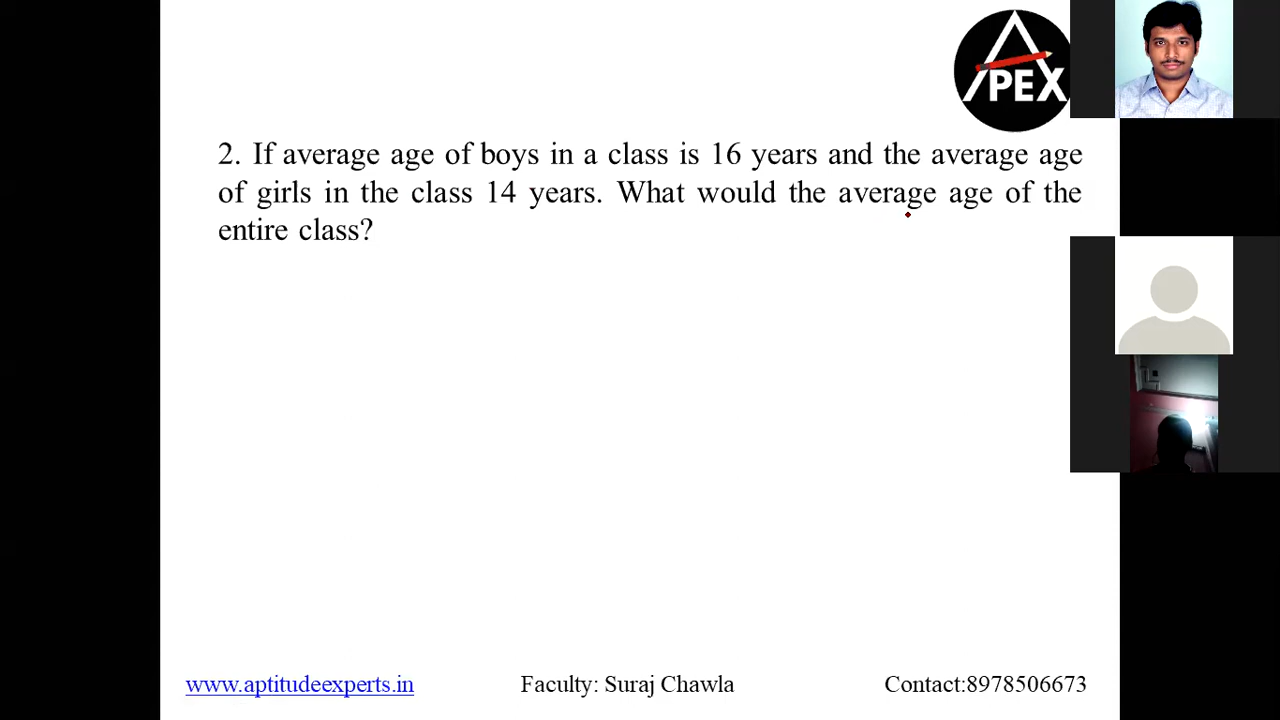 APEX
2. If average age of boys in a class is 16 years and the average age
of girls in the class 14 years. What would the average age of the
entire class?
www.aptitudeexperts.in Faculty: Suraj Chawla Contact:8978506673